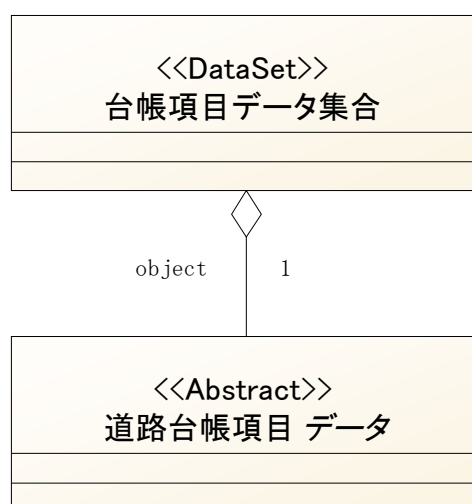 <<DataSet>>
台帳項目データ集合
object 1
<<Abstract>>
道路台帳項目 データ